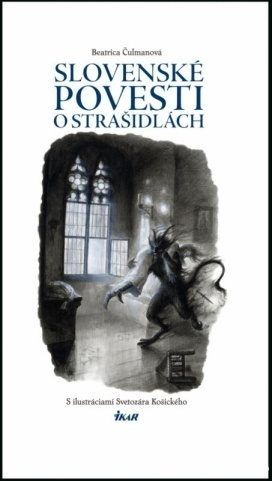 Beatrica Čulmanová
SLOVENSKÉ
POVESTI
O STRAŠIDLÁCH
S ilustráciami Svetozára Košického
IKAR